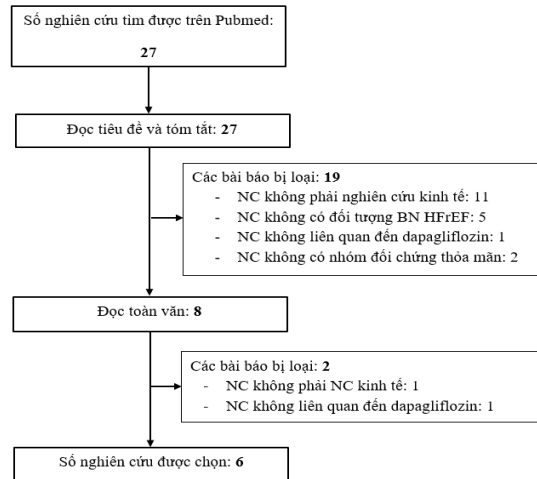 Số nghiên cứu tìm được trên Pubmed:
27
Đọc tiêu đề và tóm tắt: 27
Các bài báo bị loại: 19
- NC không phải nghiên cứu kinh tế: 11
- NC không có đối tượng BN HFrEF: 5
- NC không liên quan đến dapagliflozin: 1
- NC không có nhóm đối chứng thỏa mãn: 2
Đọc toàn văn: 8
Các bài báo bị loại: 2
- NC không phải NC kinh tế: 1
- NC không liên quan đến dapagliflozin: 1
Số nghiên cứu được chọn: 6